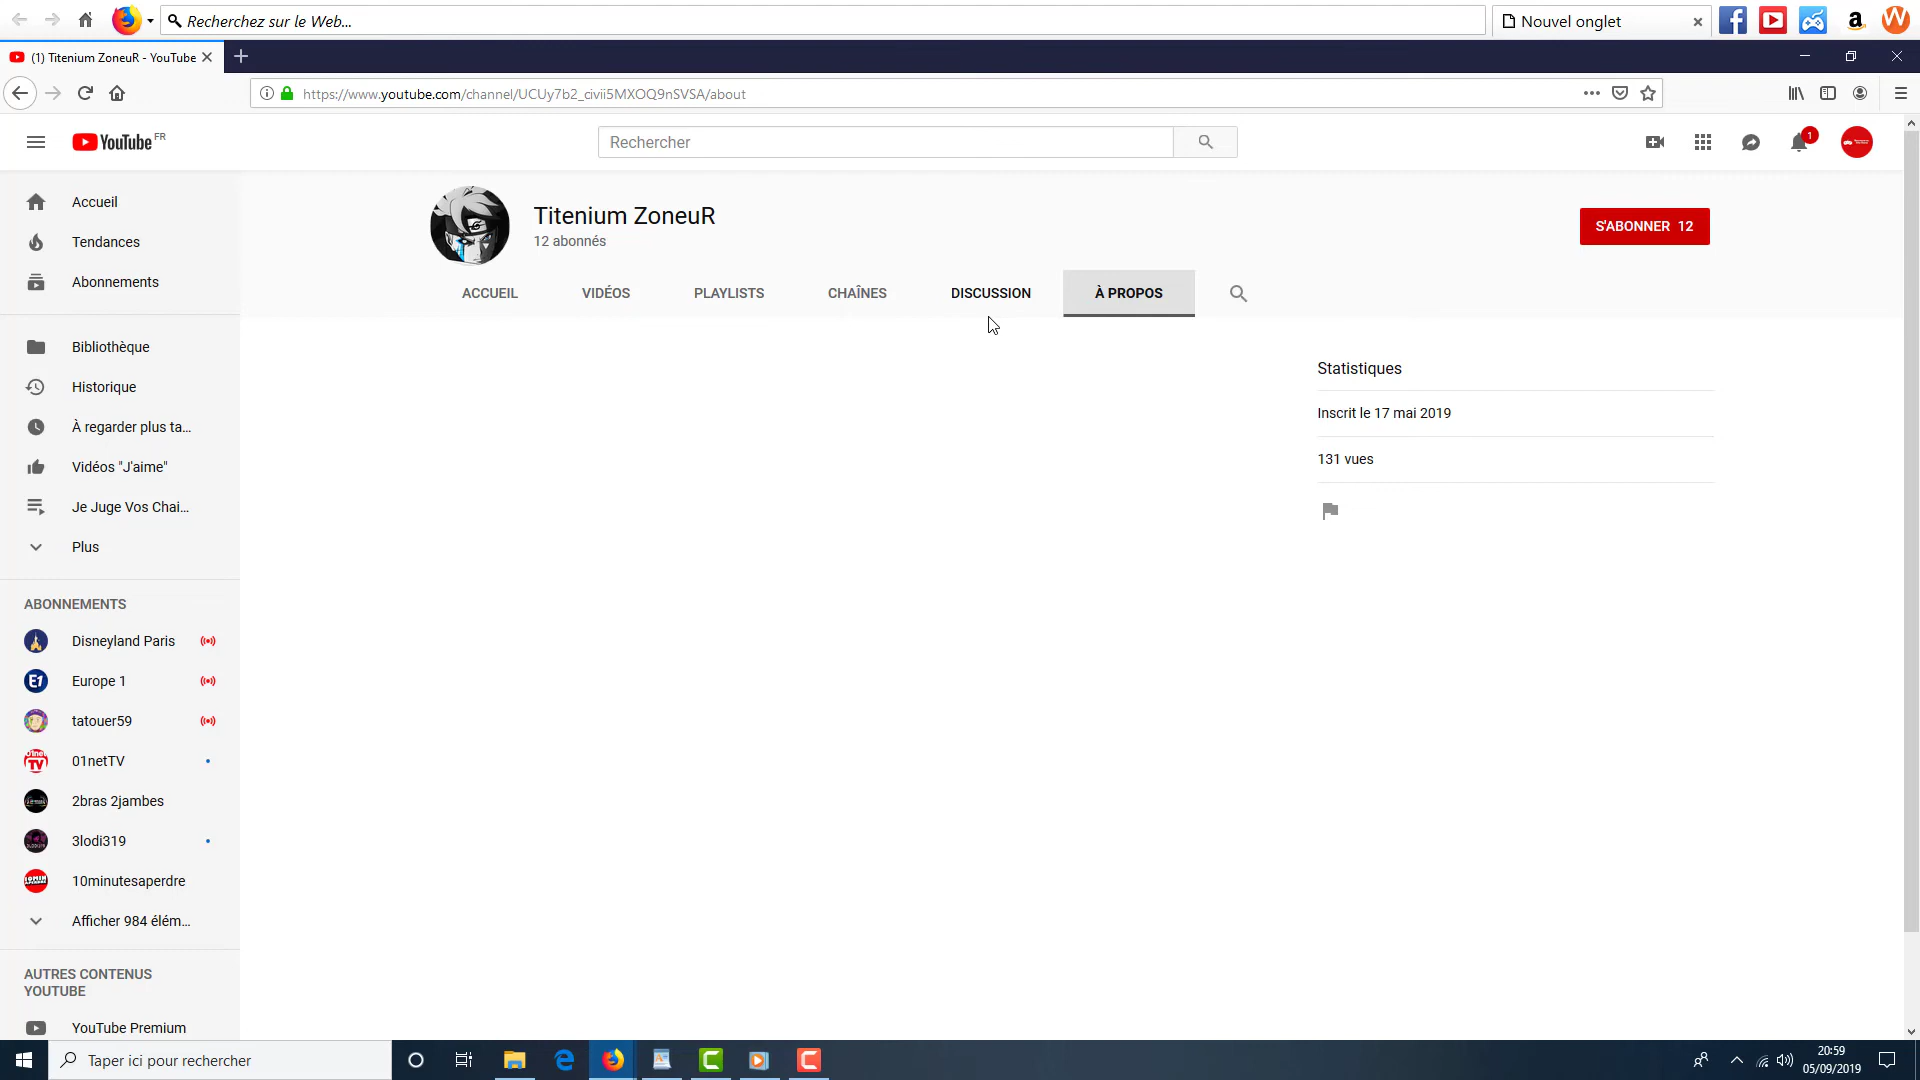 Recherchez sur le Web...
Nouvel onglet
(1) Titenium ZoneuR - YouTube
https://www.youtube.com/channel/UCUy7b2_civii5MXOQ9nSVSA/about
YouTube FR
Rechercher
1
Accueil
Tendances
Abonnements
Bibliothèque
Historique
À regarder plus ta...
Vidéos "J'aime"
Je Juge Vos Chai...
Plus
ABONNEMENTS
Disneyland Paris
E1 Europe 1
tatouer59
01netTV
2bras 2jambes
3lodi319
10minutesaperdre
Afficher 984 élém...
AUTRES CONTENUS
YOUTUBE
YouTube Premium
Titenium ZoneuR
12 abonnés
S'ABONNER 12
ACCUEIL
VIDÉOS
PLAYLISTS
CHAÎNES
DISCUSSION
À PROPOS
Statistiques
Inscrit le 17 mai 2019
131 vues
Taper ici pour rechercher
20:59
05/09/2019